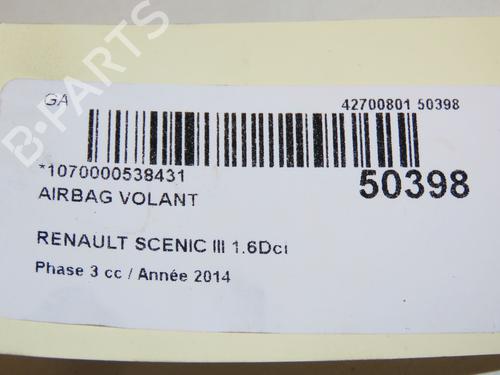 GA
42700801 50398
*1070000538431
50398
AIRBAG VOLANT
RENAULT SCENIC III 1.6Dci
Phase 3 cc / Année 2014
B-PARTS